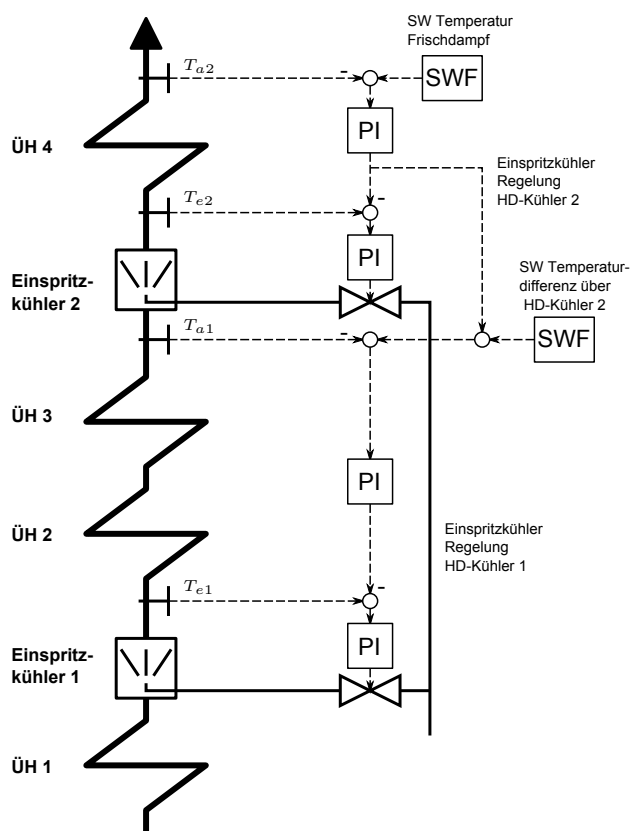 SW Temperatur
Frischdampf
SWF
T_{a2}
-
PI
ÜH 4
Einspritzkühler
Regelung
HD-Kühler 2
T_{e2}
-
PI
Einspritz-
kühler 2
SW Temperatur-
differenz über
HD-Kühler 2
T_{a1}
-
SWF
ÜH 3
PI
ÜH 2
Einspritzkühler
Regelung
HD-Kühler 1
T_{e1}
-
PI
Einspritz-
kühler 1
ÜH 1